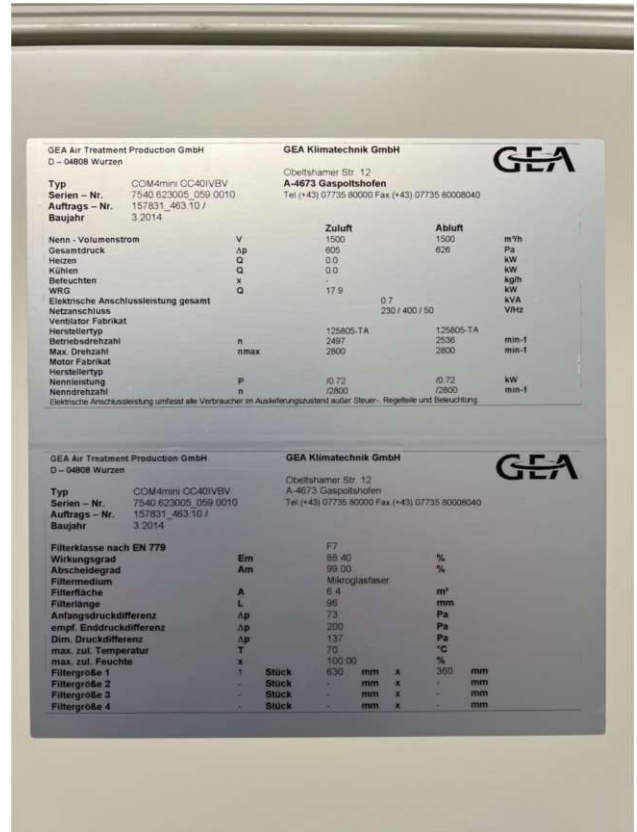 GEA Air Treatment Production GmbH GEA Klimatechnik GmbH GEA
D – 04808 Wurzen
Obeltshamer Str. 12
Typ COM4mini CC40IVBV A-4673 Gaspoltshofen
Serien – Nr. 7540.623005_059.0010 Tel.(+43) 07735 80000 Fax.(+43) 07735 80008040
Auftrags – Nr. 157831_463.10 /
Baujahr 3.2014
Zuluft Abluft
Nenn - Volumenstrom V 1500 1500 m³/h
Gesamtdruck Δp 605 626 Pa
Heizen Q 0.0 kW
Kühlen Q 0.0 kW
Befeuchten x - kg/h
WRG Q 17.9 kW
Elektrische Anschlussleistung gesamt 0.7 kVA
Netzanschluss 230 / 400 / 50 V/Hz
Ventilator Fabrikat
Herstellertyp 125805-TA 125805-TA
Betriebsdrehzahl n 2497 2536 min-1
Max. Drehzahl nmax 2800 2800 min-1
Motor Fabrikat
Herstellertyp
Nennleistung P /0.72 /0.72 kW
Nenndrehzahl n /2800 /2800 min-1
Elektrische Anschlussleistung umfasst alle Verbraucher im Auslieferungszustand außer Steuer-, Regelteile und Beleuchtung.
GEA Air Treatment Production GmbH GEA Klimatechnik GmbH GEA
D – 04808 Wurzen
Obeltshamer Str. 12
Typ COM4mini CC40IVBV A-4673 Gaspoltshofen
Serien – Nr. 7540.623005_059.0010 Tel.(+43) 07735 80000 Fax.(+43) 07735 80008040
Auftrags – Nr. 157831_463.10 /
Baujahr 3.2014
Filterklasse nach EN 779 F7
Wirkungsgrad Em 88.40 %
Abscheidegrad Am 99.00 %
Filtermedium Mikroglasfaser
Filterfläche A 6.4 m²
Filterlänge L 96 mm
Anfangsdruckdifferenz Δp 73 Pa
empf. Enddruckdifferenz Δp 200 Pa
Dim. Druckdifferenz Δp 137 Pa
max. zul. Temperatur T 70 °C
max. zul. Feuchte x 100.00 %
Filtergröße 1 1 Stück 630 mm x 360 mm
Filtergröße 2 - Stück - mm x - mm
Filtergröße 3 - Stück - mm x - mm
Filtergröße 4 - Stück - mm x - mm